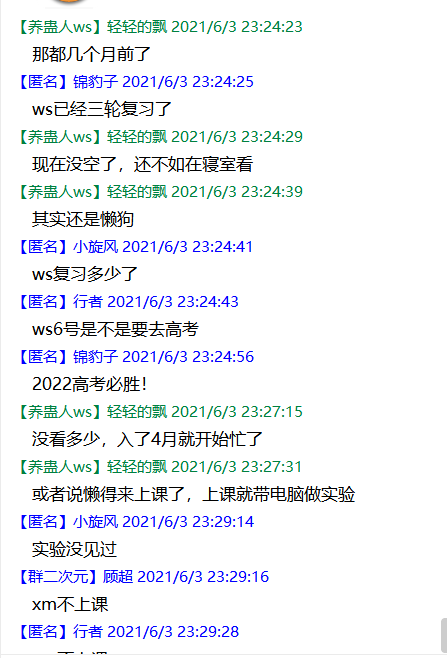 【养蛊人ws】轻轻的飘 2021/6/3 23:24:23
那都几个月前了
【匿名】锦豹子 2021/6/3 23:24:25
ws已经三轮复习了
【养蛊人ws】轻轻的飘 2021/6/3 23:24:29
现在没空了，还不如在寝室看
【养蛊人ws】轻轻的飘 2021/6/3 23:24:39
其实还是懒狗
【匿名】小旋风 2021/6/3 23:24:41
ws复习多少了
【匿名】行者 2021/6/3 23:24:43
ws6号是不是要去高考
【匿名】锦豹子 2021/6/3 23:24:56
2022高考必胜！
【养蛊人ws】轻轻的飘 2021/6/3 23:27:15
没看多少，入了4月就开始忙了
【养蛊人ws】轻轻的飘 2021/6/3 23:27:31
或者说懒得来上课了，上课就带电脑做实验
【匿名】小旋风 2021/6/3 23:29:14
实验没见过
【群二次元】顾超 2021/6/3 23:29:16
xm不上课
【匿名】行者 2021/6/3 23:29:28